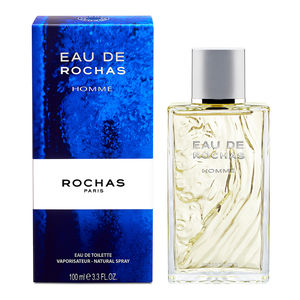 EAU DE
ROCHAS
HOMME
ROCHAS
PARIS
EAU DE TOILETTE
VAPORISATEUR - NATURAL SPRAY
100 ml e 3.3 FL.OZ.
EAU DE
ROCHAS
HOMME